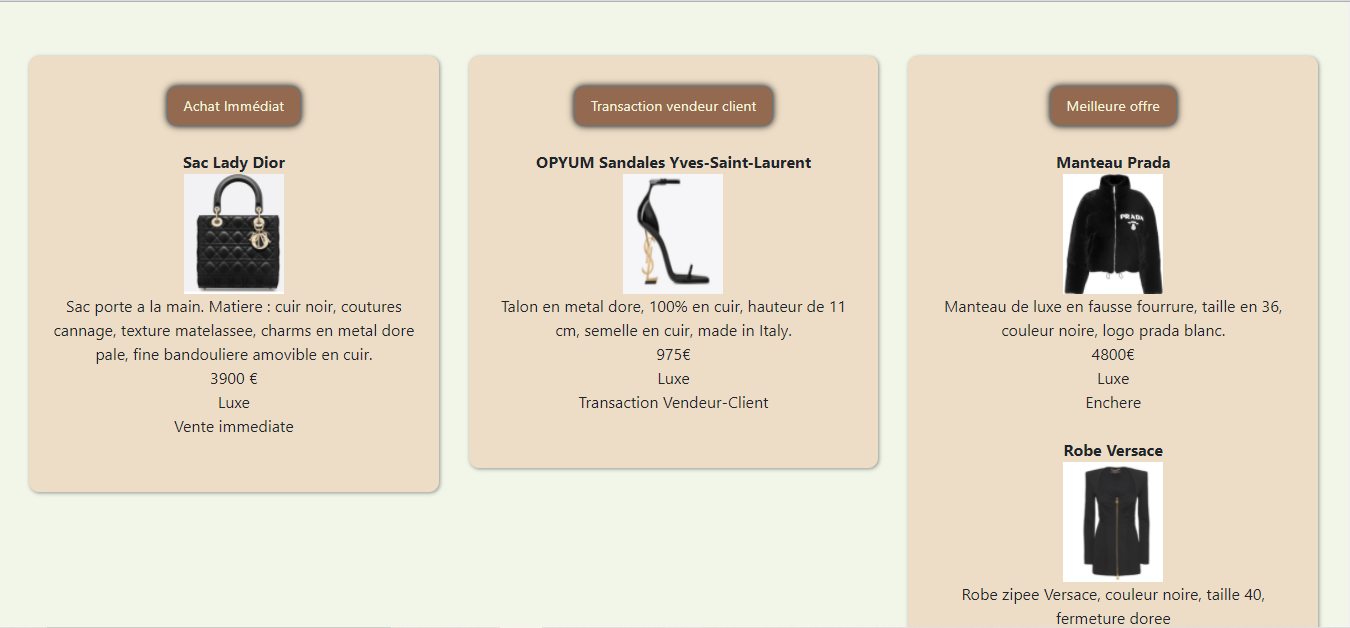 Achat Immédiat
Sac Lady Dior
Sac porte a la main. Matiere : cuir noir, coutures
cannage, texture matelassee, charms en metal dore
pale, fine bandouliere amovible en cuir.
3900 €
Luxe
Vente immediate
Transaction vendeur client
OPYUM Sandales Yves-Saint-Laurent
Talon en metal dore, 100% en cuir, hauteur de 11
cm, semelle en cuir, made in Italy.
975€
Luxe
Transaction Vendeur-Client
Meilleure offre
Manteau Prada
PRADA
Manteau de luxe en fausse fourrure, taille en 36,
couleur noire, logo prada blanc.
4800€
Luxe
Enchere
Robe Versace
Robe zipee Versace, couleur noire, taille 40,
fermeture doree